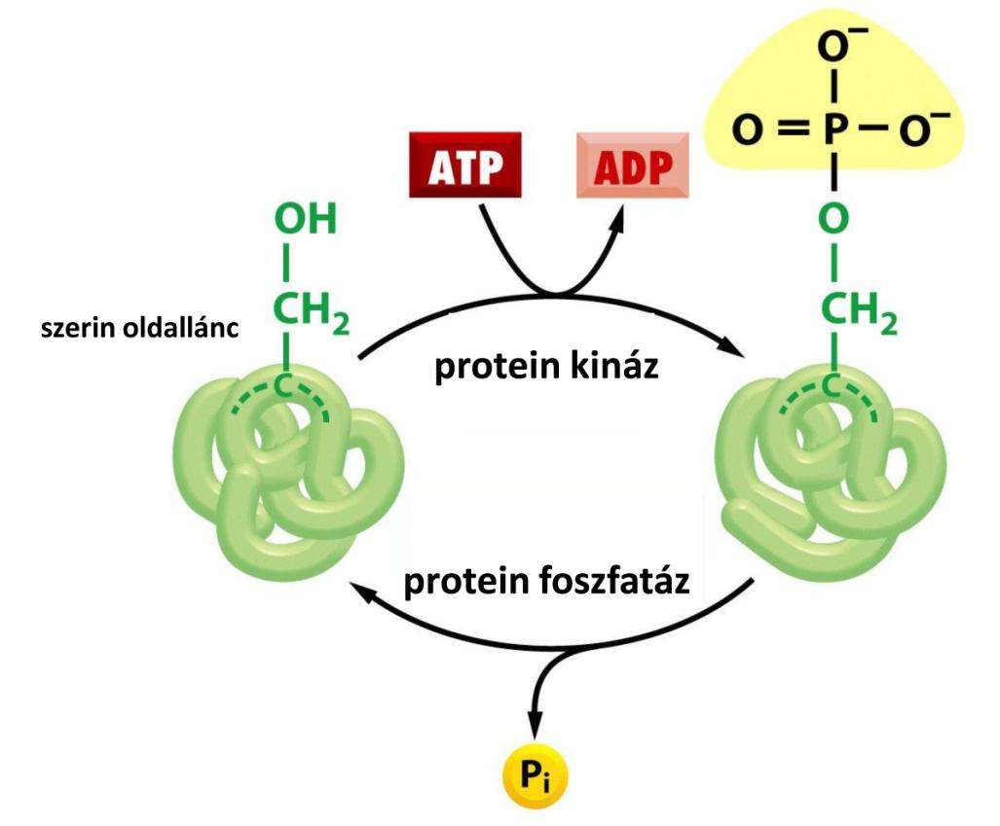 O⁻
O=P–O⁻
ATP
ADP
OH
O
CH₂
CH₂
szerin oldallánc
C
C
protein kináz
protein foszfatáz
Pᵢ